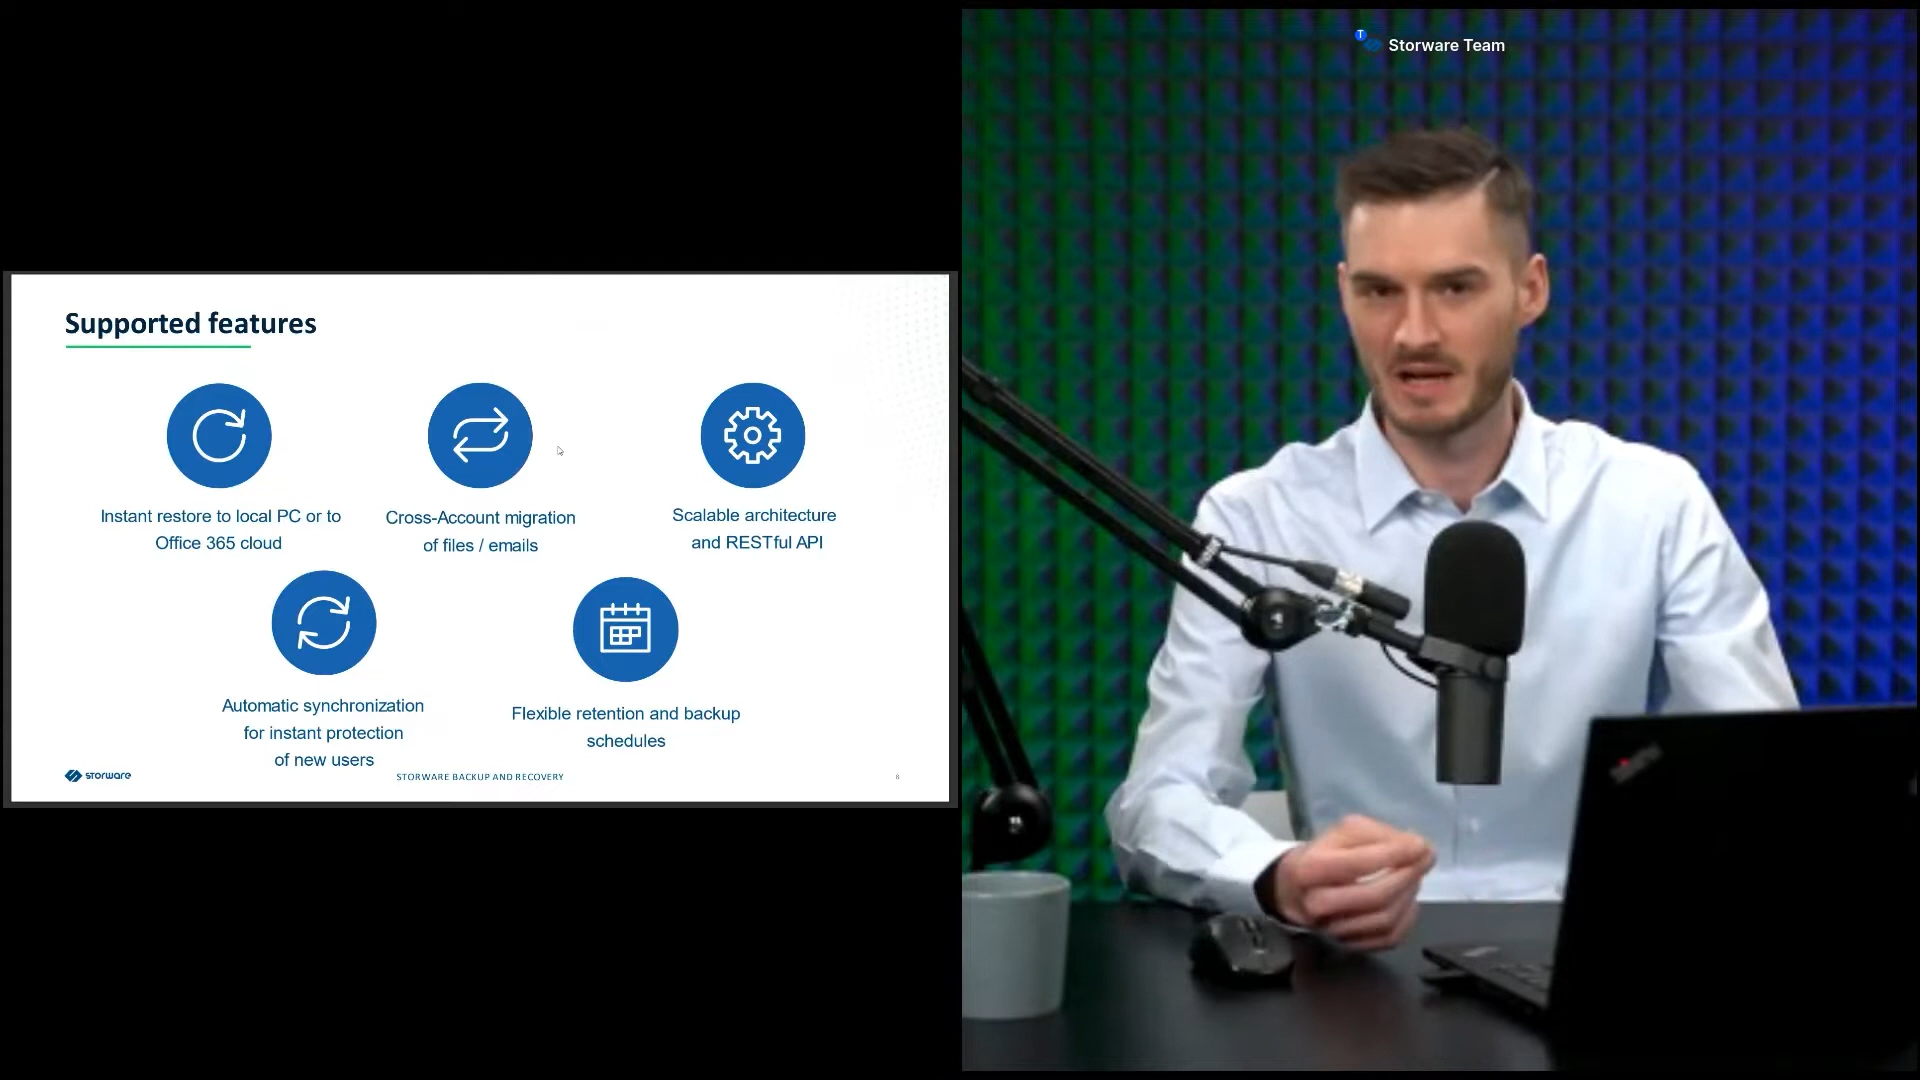 Storware Team
Supported features
Instant restore to local PC or to
Office 365 cloud
Cross-Account migration
of files / emails
Scalable architecture
and RESTful API
Automatic synchronization
for instant protection
of new users
Flexible retention and backup
schedules
storware
STORWARE BACKUP AND RECOVERY